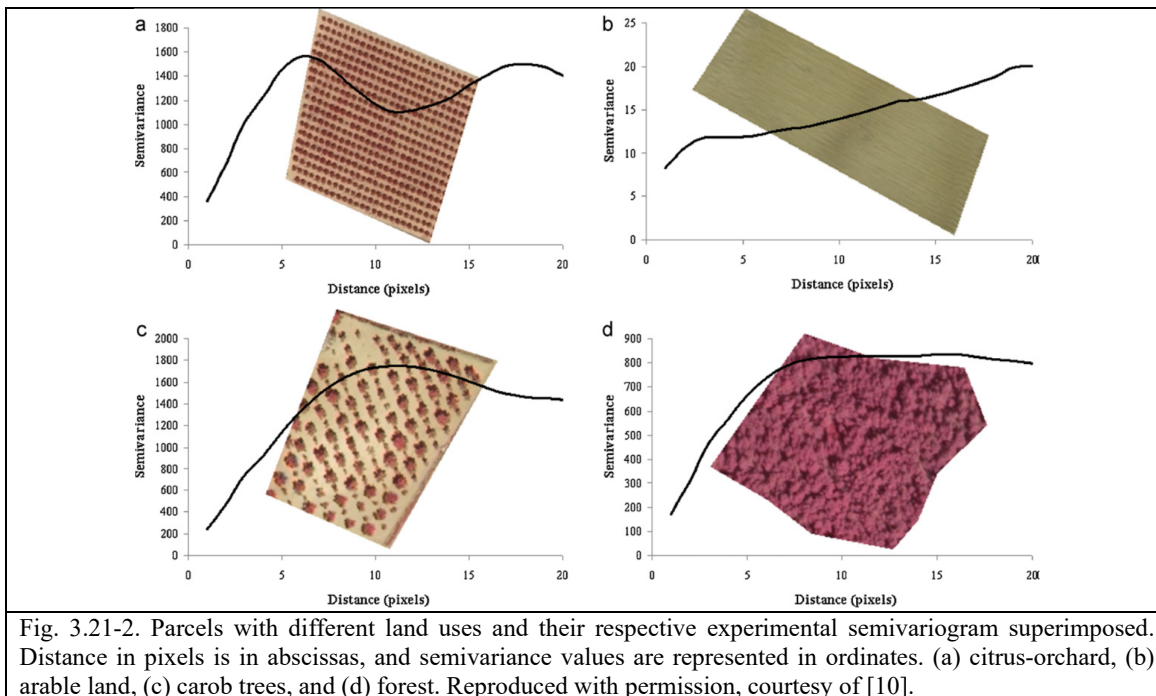 a
1800
1600
1400
1200
1000
800
600
400
200
0
Semivariance
0 5 10 15 20
Distance (pixels)
b
25
20
15
10
5
0
Semivariance
0 5 10 15 20
Distance (pixels)
c
2000
1800
1600
1400
1200
1000
800
600
400
200
0
Semivariance
0 5 10 15 20
Distance (pixels)
d
900
800
700
600
500
400
300
200
100
0
Semivariance
0 5 10 15 20
Distance (pixels)
Fig. 3.21-2. Parcels with different land uses and their respective experimental semivariogram superimposed.
Distance in pixels is in abscissas, and semivariance values are represented in ordinates. (a) citrus-orchard, (b)
arable land, (c) carob trees, and (d) forest. Reproduced with permission, courtesy of [10].